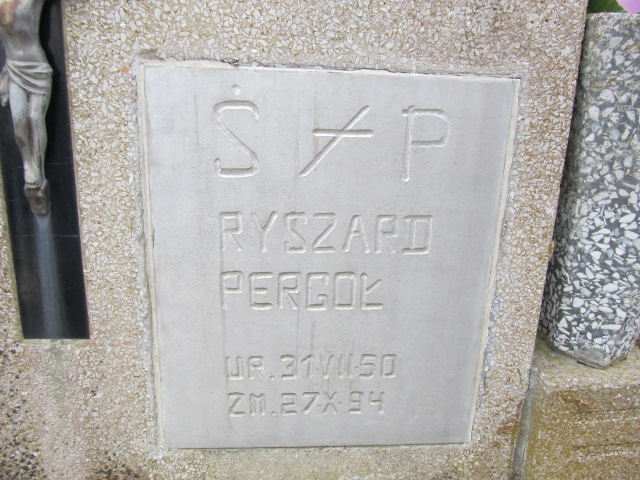 Ś † P
RYSZARD
PERGOŁ
UR. 31 VII 50
ZM. 27-X-94